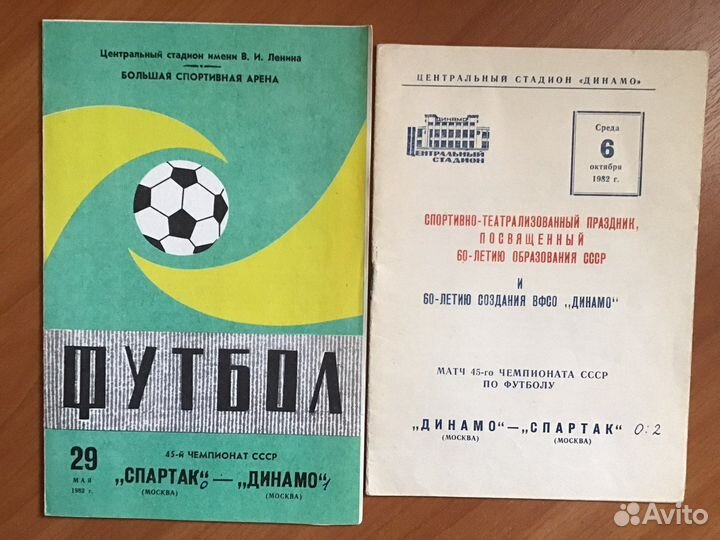 Центральный стадион имени В. И. Ленина
БОЛЬШАЯ СПОРТИВНАЯ АРЕНА
ФУТБОЛ
45-й ЧЕМПИОНАТ СССР
29
МАЯ
1982 г.
„СПАРТАК“ 0 — „ДИНАМО“ 1
(МОСКВА) (МОСКВА)
ЦЕНТРАЛЬНЫЙ СТАДИОН «ДИНАМО»
ДИНАМО
ЦЕНТРАЛЬНЫЙ
СТАДИОН
Среда
6
октября
1982 г.
СПОРТИВНО-ТЕАТРАЛИЗОВАННЫЙ ПРАЗДНИК,
ПОСВЯЩЕННЫЙ
60-ЛЕТИЮ ОБРАЗОВАНИЯ СССР
И
60-ЛЕТИЮ СОЗДАНИЯ ВФСО „ДИНАМО“
МАТЧ 45-го ЧЕМПИОНАТА СССР
ПО ФУТБОЛУ
„ДИНАМО“ — „СПАРТАК“ 0:2
(МОСКВА) (МОСКВА)
Avito